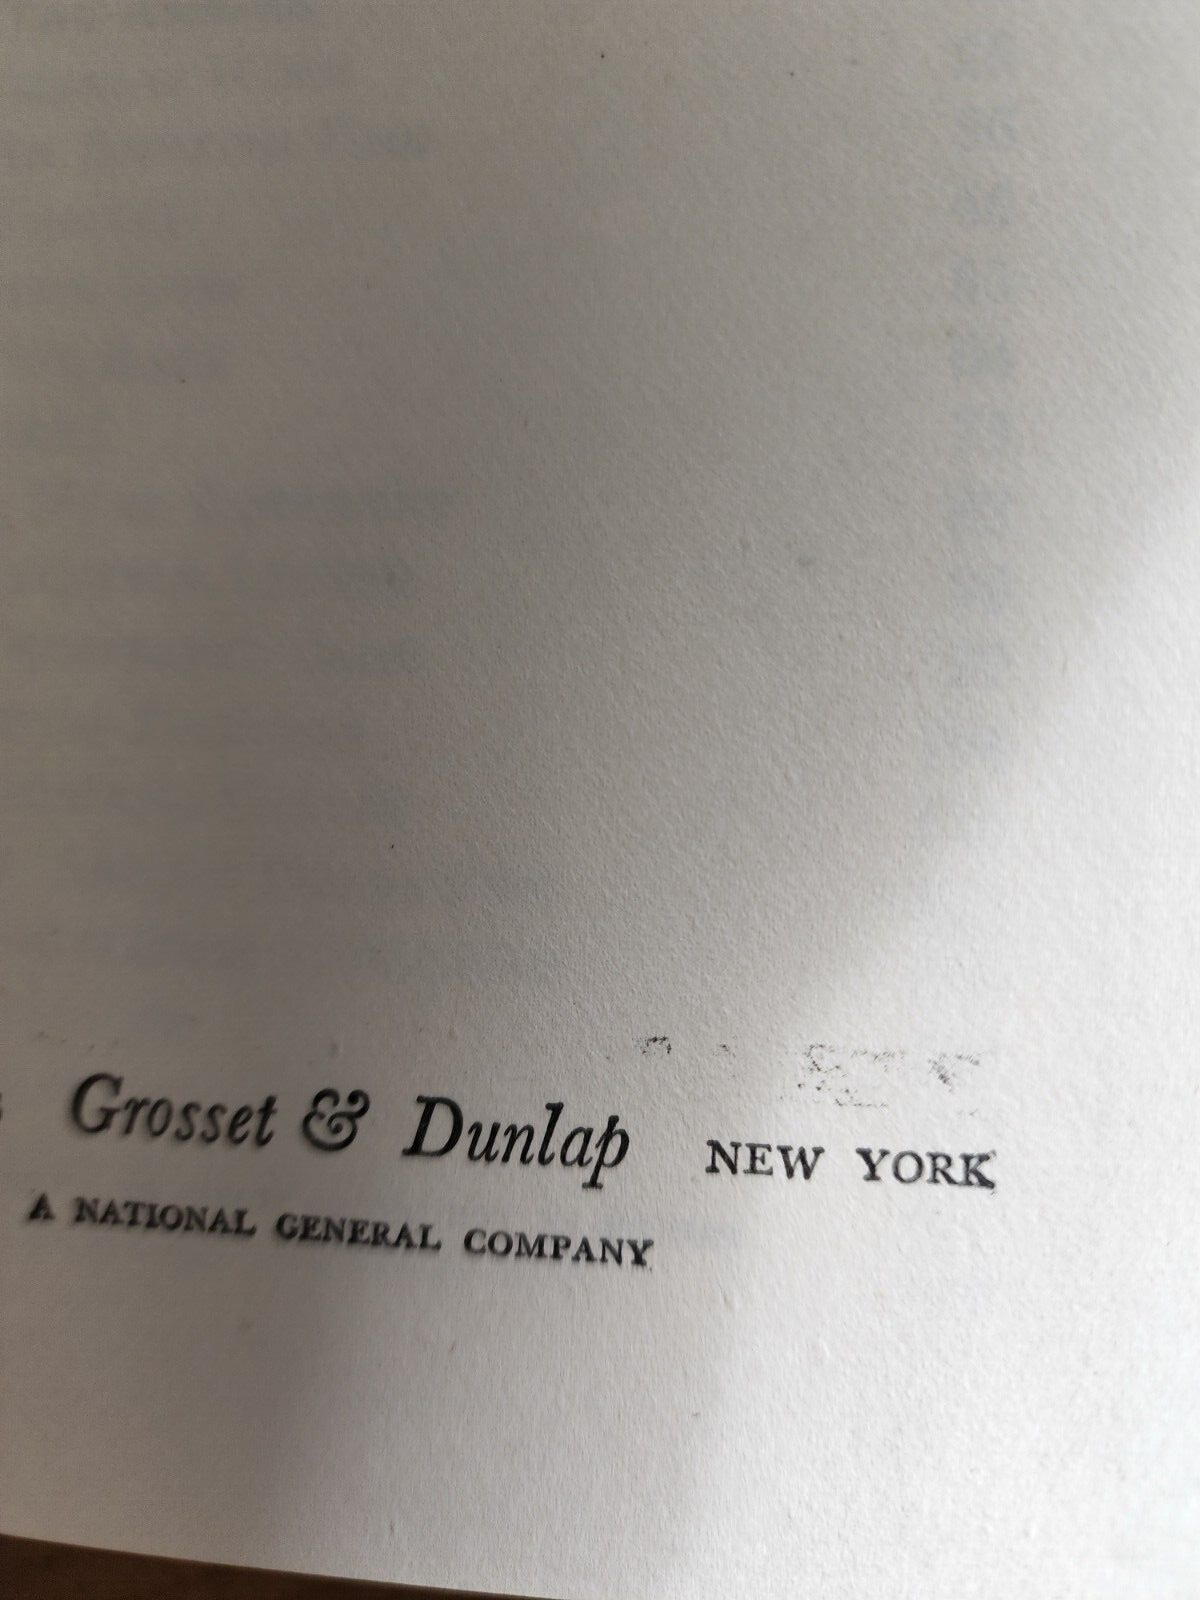 Grosset & Dunlap NEW YORK
A NATIONAL GENERAL COMPANY